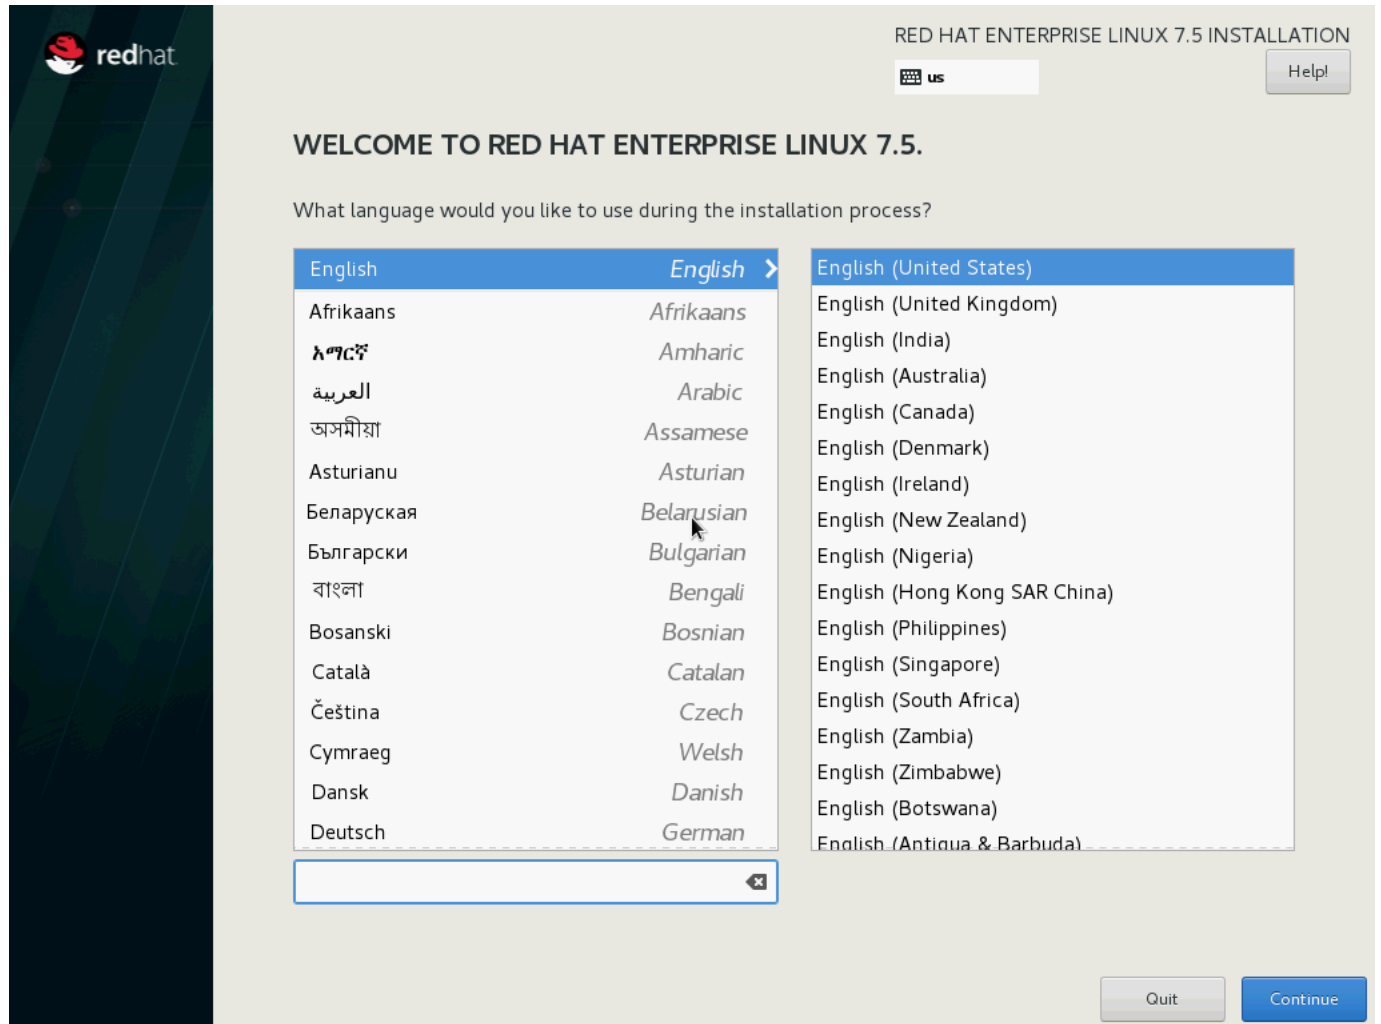 redhat
RED HAT ENTERPRISE LINUX 7.5 INSTALLATION
us
Help!
WELCOME TO RED HAT ENTERPRISE LINUX 7.5.
What language would you like to use during the installation process?
English English
Afrikaans Afrikaans
አማርኛ Amharic
العربية Arabic
অসমীয়া Assamese
Asturianu Asturian
Беларуская Belarusian
Български Bulgarian
বাংলা Bengali
Bosanski Bosnian
Català Catalan
Čeština Czech
Cymraeg Welsh
Dansk Danish
Deutsch German
English (United States)
English (United Kingdom)
English (India)
English (Australia)
English (Canada)
English (Denmark)
English (Ireland)
English (New Zealand)
English (Nigeria)
English (Hong Kong SAR China)
English (Philippines)
English (Singapore)
English (South Africa)
English (Zambia)
English (Zimbabwe)
English (Botswana)
English (Antigua & Barbuda)
Quit
Continue